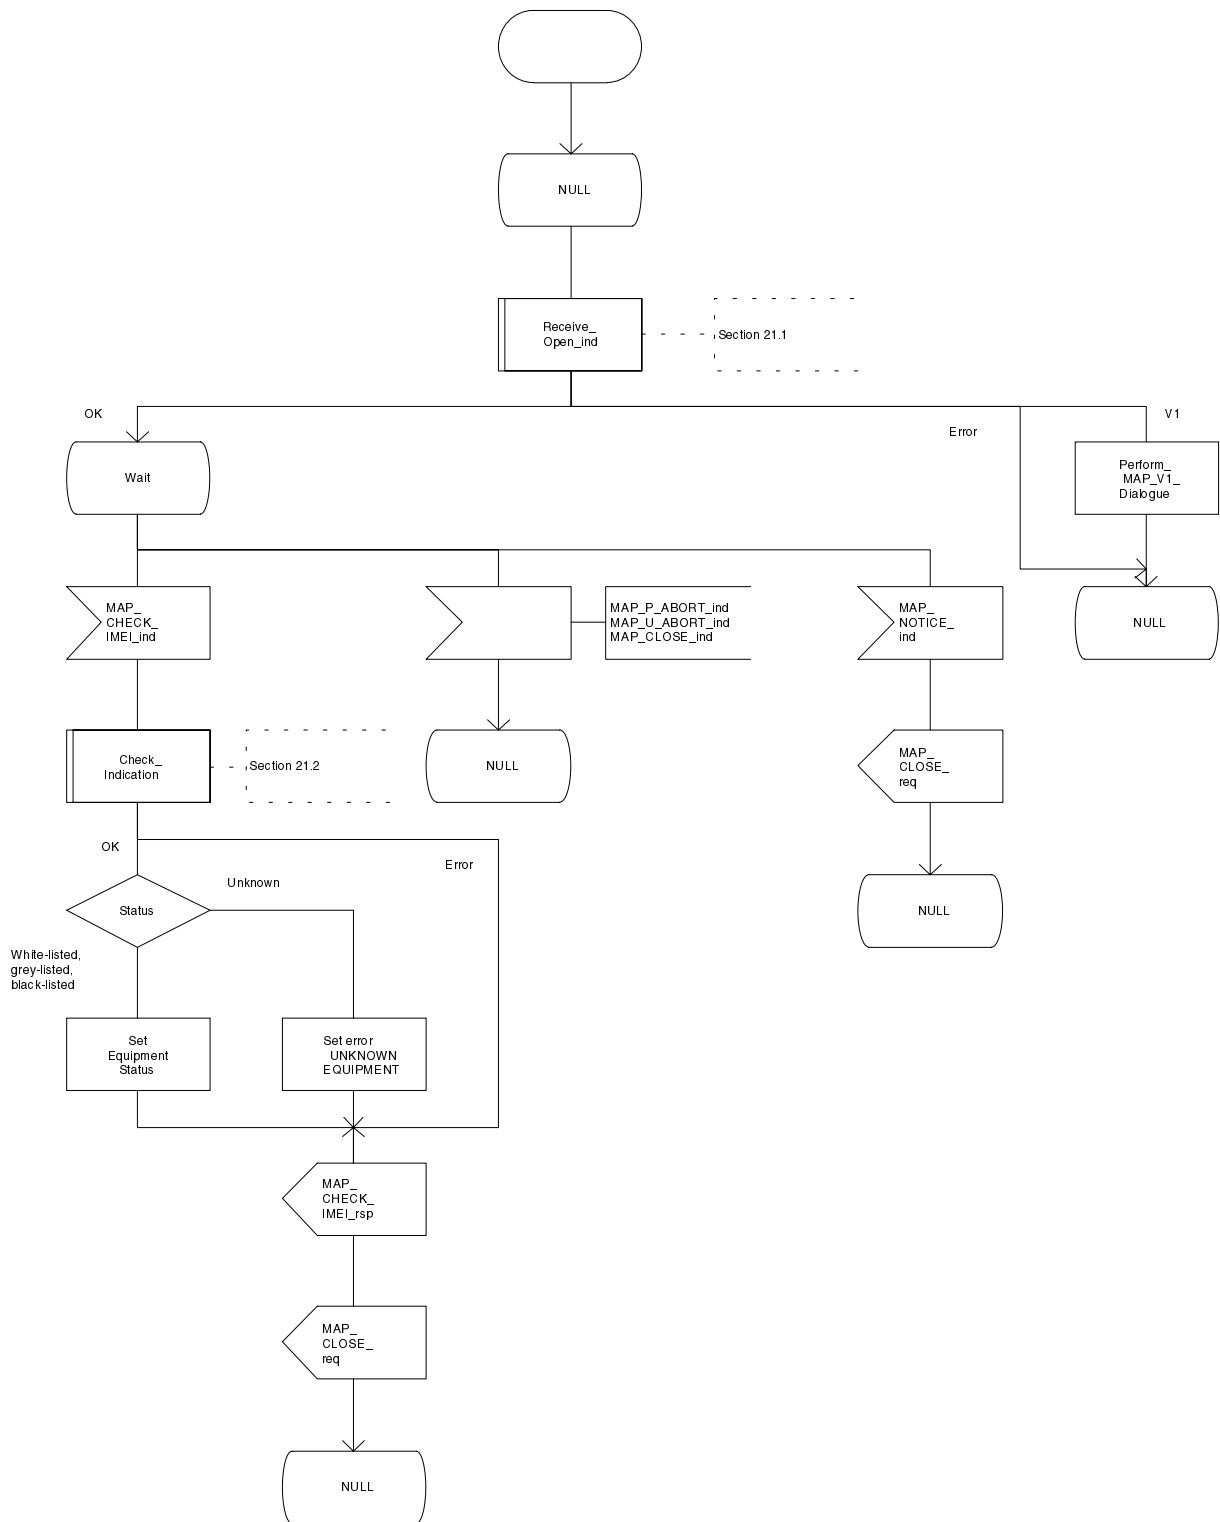 NULL
Receive_
Open_ind
Section 21.1
OK
Error
V1
Wait
Perform_
MAP_V1_
Dialogue
MAP_
CHECK_
IMEI_ind
MAP_P_ABORT_ind
MAP_U_ABORT_ind
MAP_CLOSE_ind
MAP_
NOTICE_
ind
NULL
Check_
Indication
Section 21.2
NULL
MAP_
CLOSE_
req
OK
Error
Unknown
Status
NULL
White-listed,
grey-listed,
black-listed
Set
Equipment
Status
Set error
UNKNOWN
EQUIPMENT
MAP_
CHECK_
IMEI_rsp
MAP_
CLOSE_
req
NULL